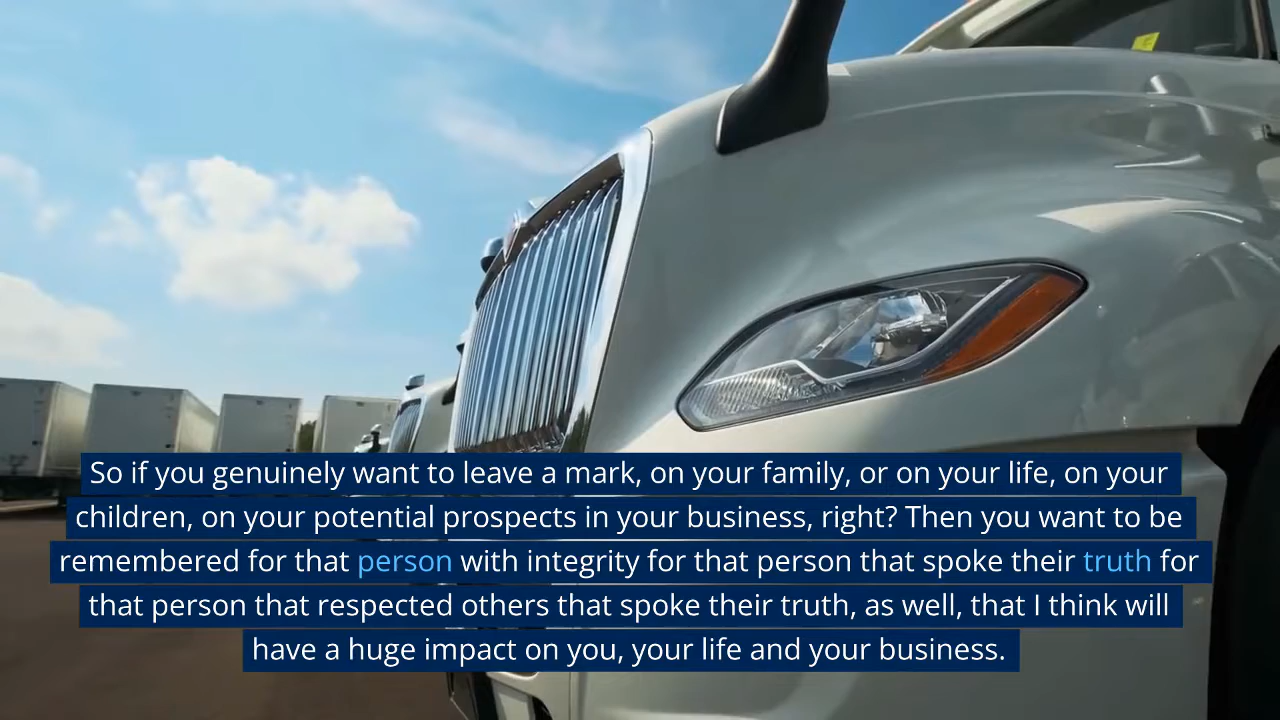 So if you genuinely want to leave a mark, on your family, or on your life, on your
children, on your potential prospects in your business, right? Then you want to be
remembered for that person with integrity for that person that spoke their truth for
that person that respected others that spoke their truth, as well, that I think will
have a huge impact on you, your life and your business.